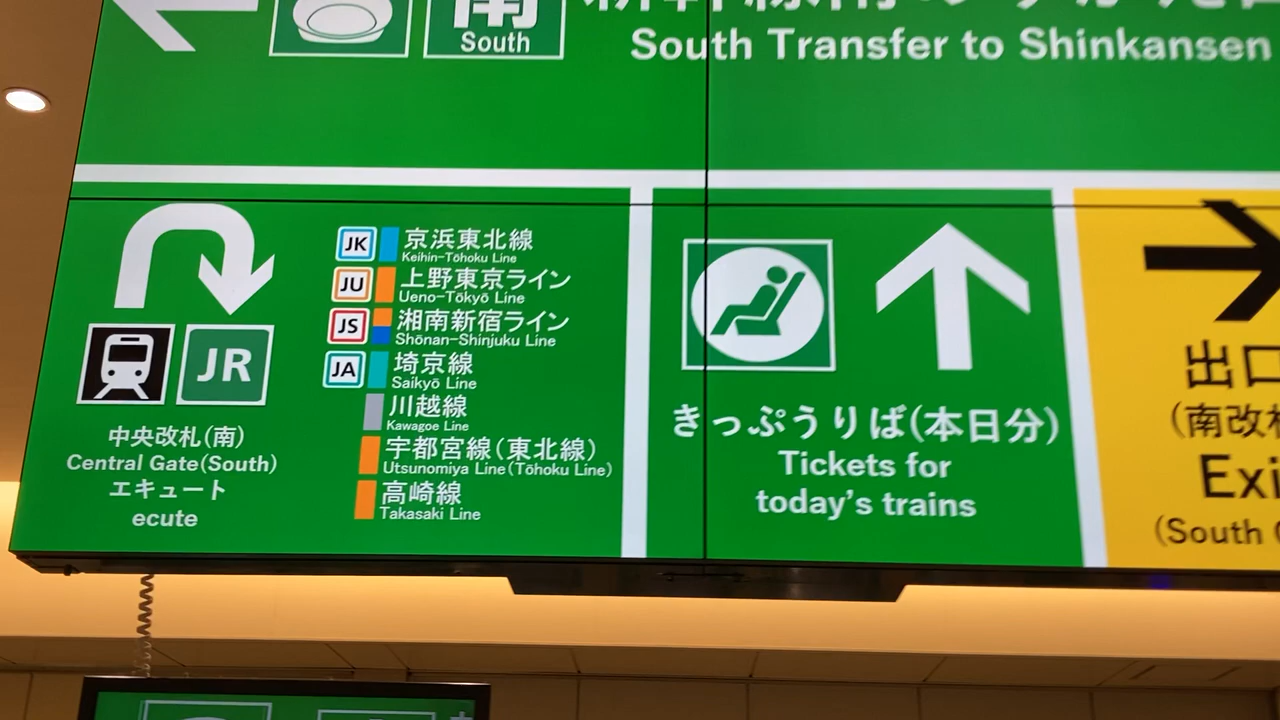 南
South
South Transfer to Shinkansen
JK 京浜東北線
Keihin-Tōhoku Line
JU 上野東京ライン
Ueno-Tōkyō Line
JS 湘南新宿ライン
Shōnan-Shinjuku Line
JA 埼京線
Saikyō Line
川越線
Kawagoe Line
宇都宮線(東北線)
Utsunomiya Line(Tōhoku Line)
高崎線
Takasaki Line
JR
中央改札(南)
Central Gate(South)
エキュート
ecute
きっぷうりば(本日分)
Tickets for
today's trains
出口
(南改札
Exi
(South